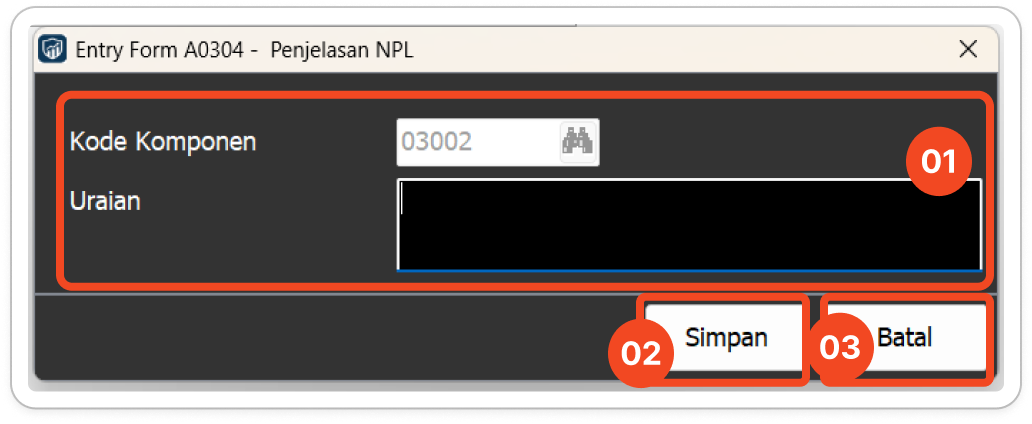 Entry Form A0304 -  Penjelasan NPL
Kode Komponen 03002
01
Uraian
02 Simpan 03 Batal